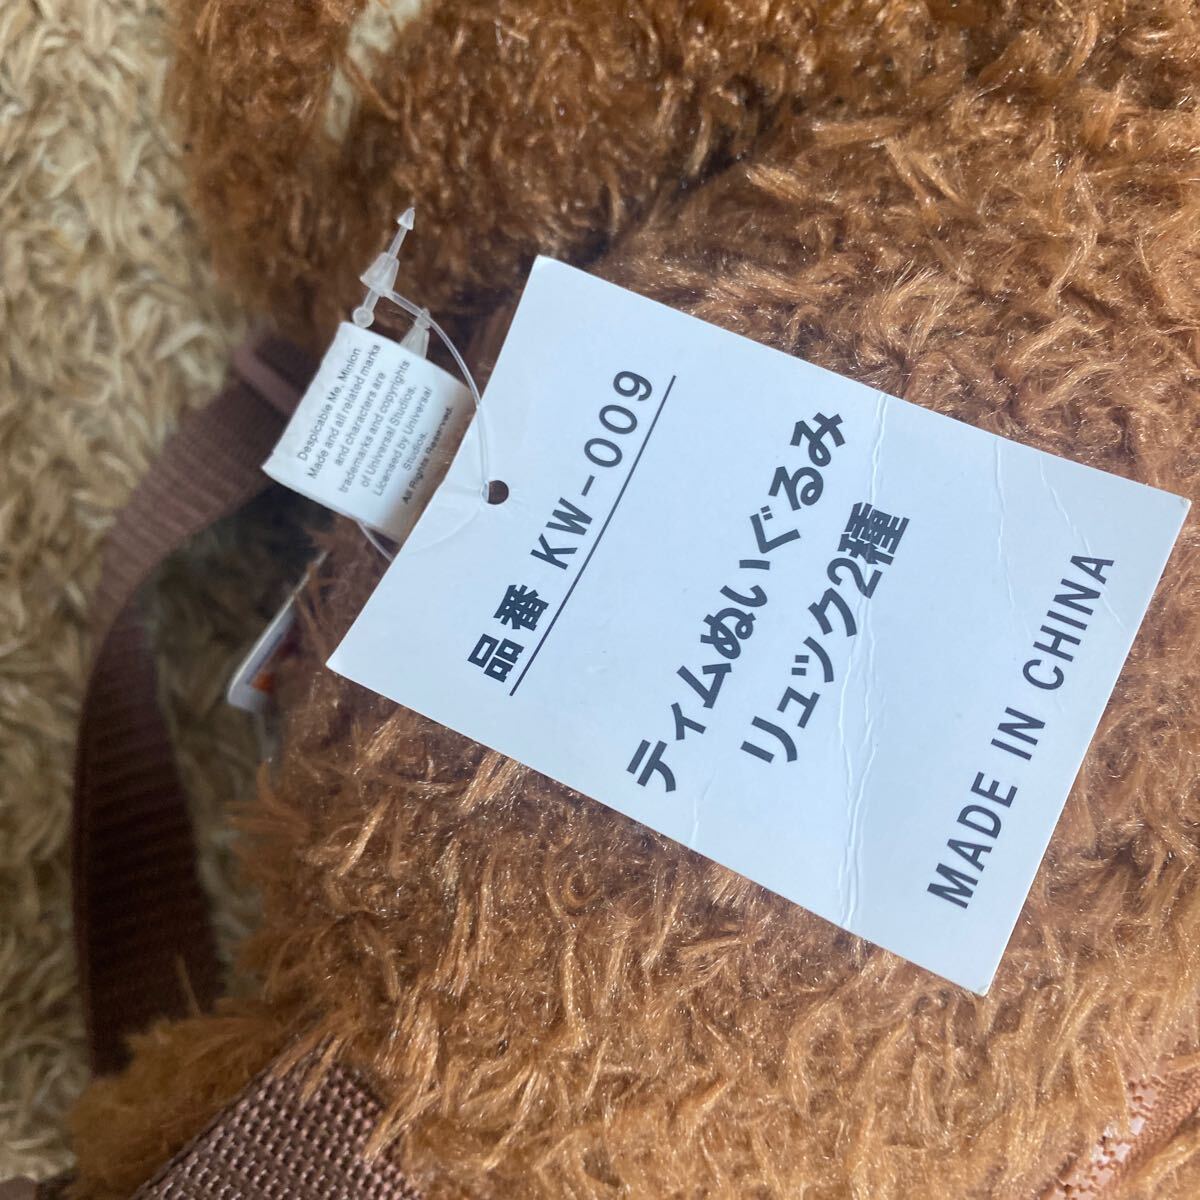 品番 KW-009
ティムぬいぐるみ
リュック2種
MADE IN CHINA
Despicable Me, Minion
Made and all related marks
and characters are
trademarks and copyrights
of Universal Studios.
Licensed by Universal
Studios.
All Rights Reserved.